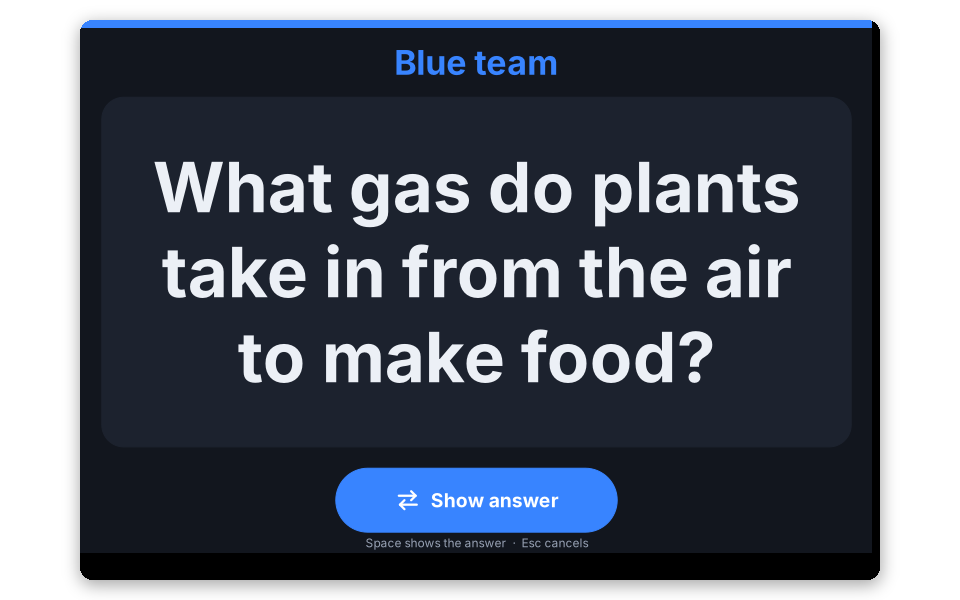 Blue team
What gas do plants
take in from the air
to make food?
Show answer
Space shows the answer · Esc cancels